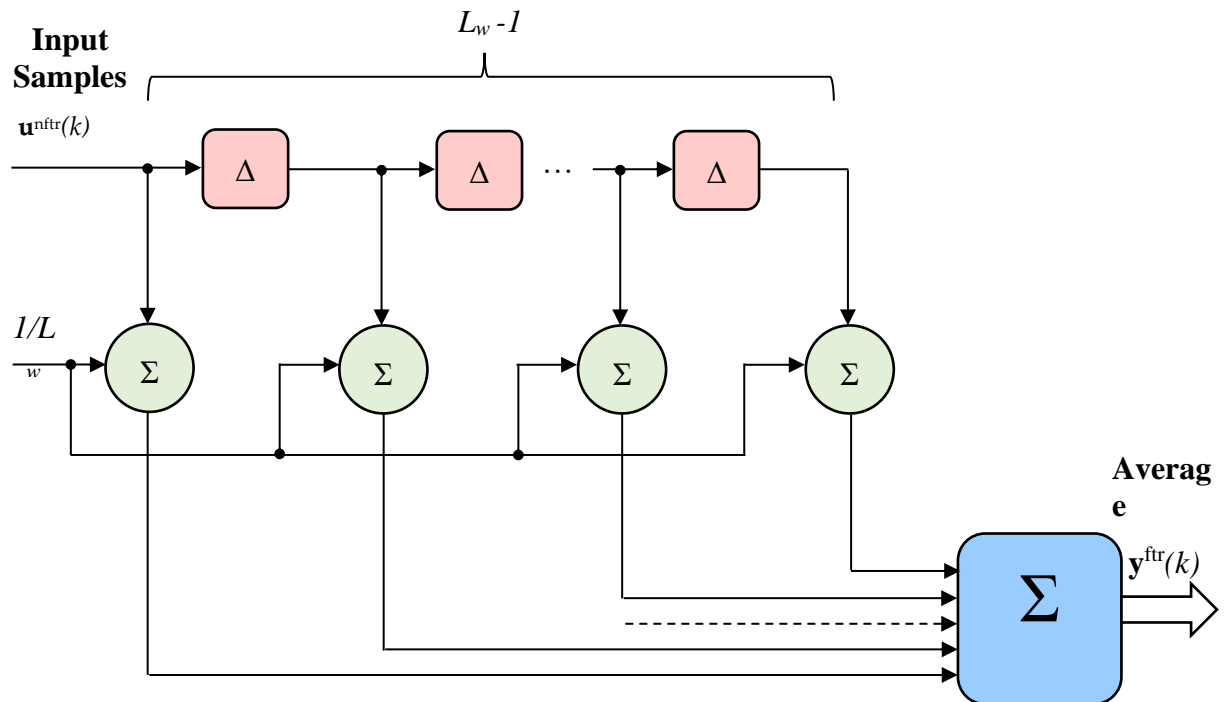 L_w -1
Input
Samples
u^nftr(k)
Δ
Δ
…
Δ
1/L
w
Σ
Σ
Σ
Σ
Averag
e
y^ftr(k)
Σ